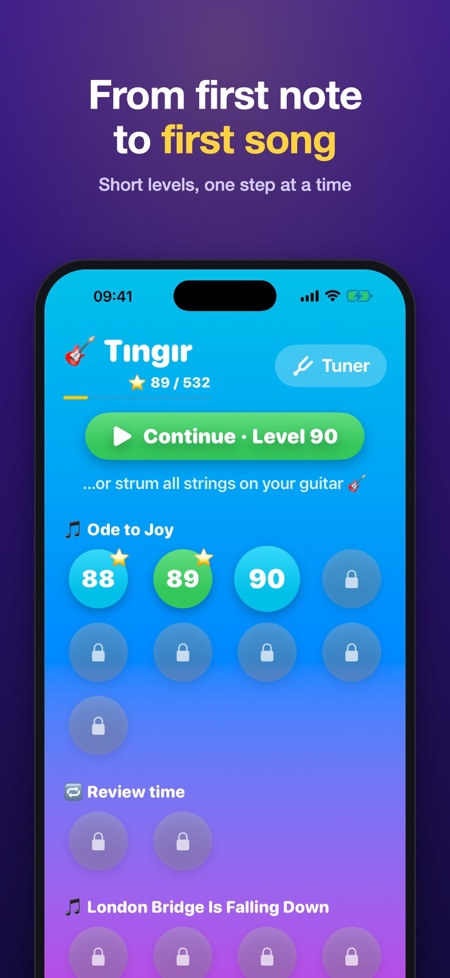 From first note
to first song
Short levels, one step at a time
09:41
Tıngır
89 / 532
Tuner
Continue · Level 90
...or strum all strings on your guitar
Ode to Joy
88 89 90
Review time
London Bridge Is Falling Down